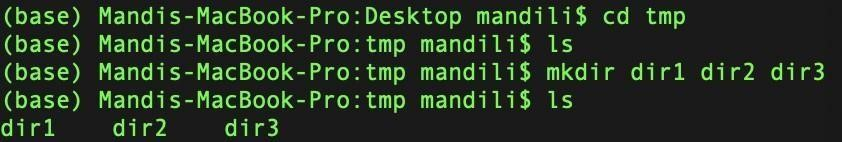 (base) Mandis-MacBook-Pro:Desktop mandili$ cd tmp
(base) Mandis-MacBook-Pro:tmp mandili$ ls
(base) Mandis-MacBook-Pro:tmp mandili$ mkdir dir1 dir2 dir3
(base) Mandis-MacBook-Pro:tmp mandili$ ls
dir1    dir2    dir3